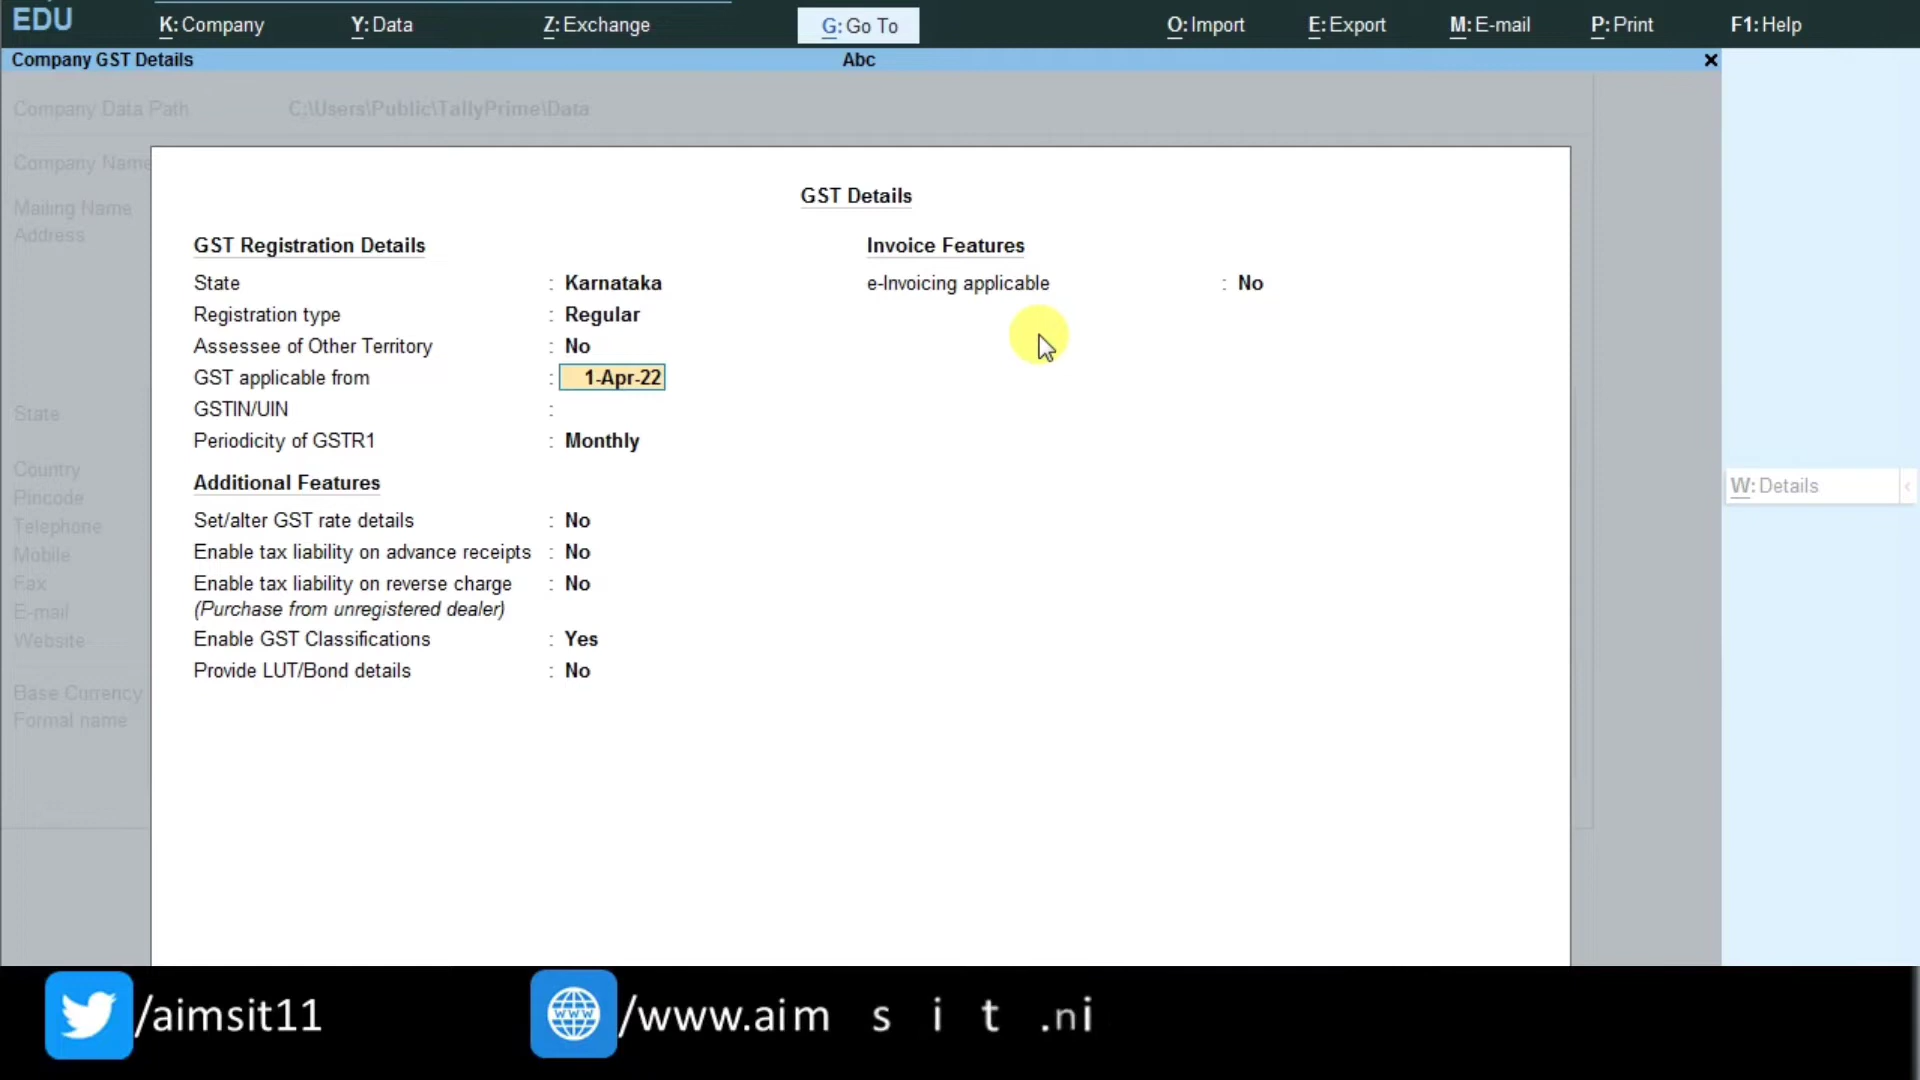 EDU
K: Company
Y: Data
Z: Exchange
G: Go To
O: Import
E: Export
M: E-mail
P: Print
F1: Help
Company GST Details
Abc
Company Data Path C:\Users\Public\TallyPrime\Data
Company Name
Mailing Name
Address
State
Country
Pincode
Telephone
Mobile
Fax
E-mail
Website
Base Currency
Formal name
GST Details
GST Registration Details
State : Karnataka
Registration type : Regular
Assessee of Other Territory : No
GST applicable from : 1-Apr-22
GSTIN/UIN :
Periodicity of GSTR1 : Monthly
Additional Features
Set/alter GST rate details : No
Enable tax liability on advance receipts : No
Enable tax liability on reverse charge : No
(Purchase from unregistered dealer)
Enable GST Classifications : Yes
Provide LUT/Bond details : No
Invoice Features
e-Invoicing applicable : No
W: Details
/aimsit11
www
/www.aim s i t .ni